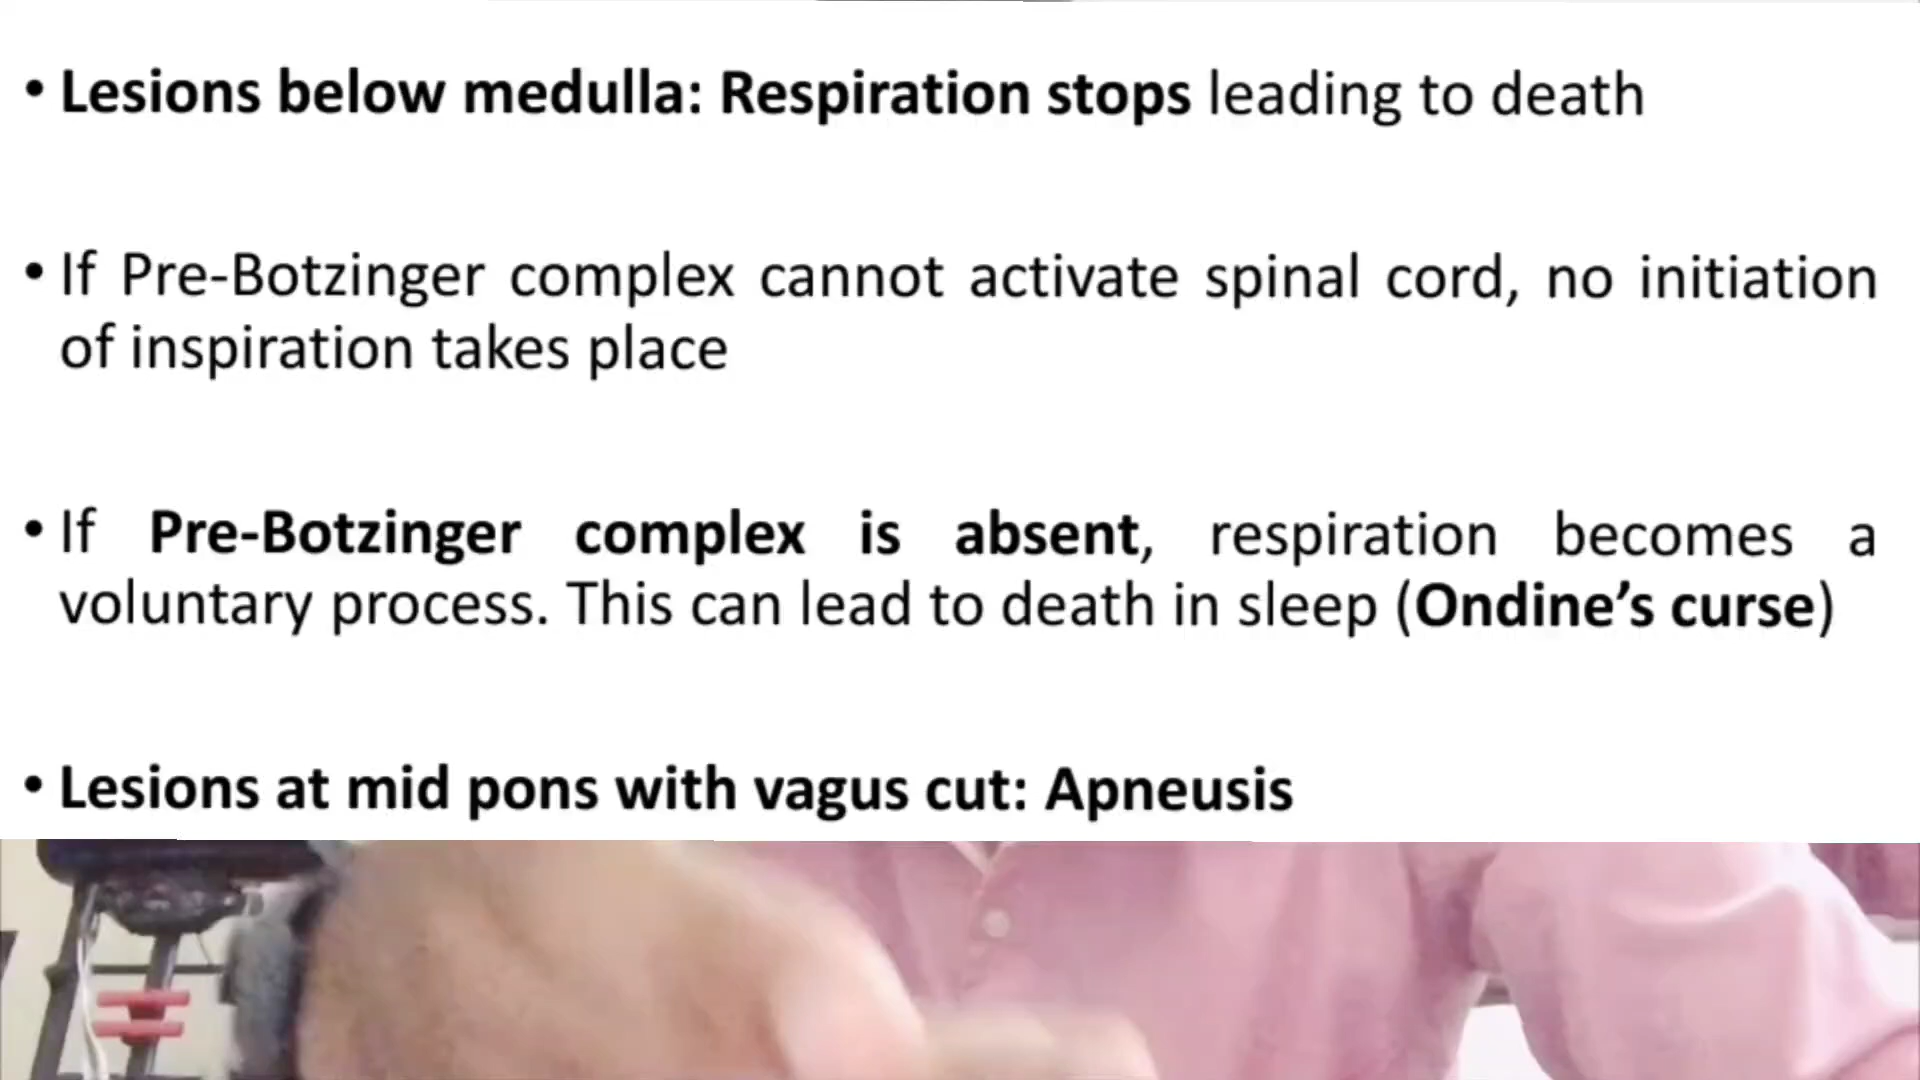 • Lesions below medulla: Respiration stops leading to death
• If Pre-Botzinger complex cannot activate spinal cord, no initiation
of inspiration takes place
• If Pre-Botzinger complex is absent, respiration becomes a
voluntary process. This can lead to death in sleep (Ondine’s curse)
• Lesions at mid pons with vagus cut: Apneusis